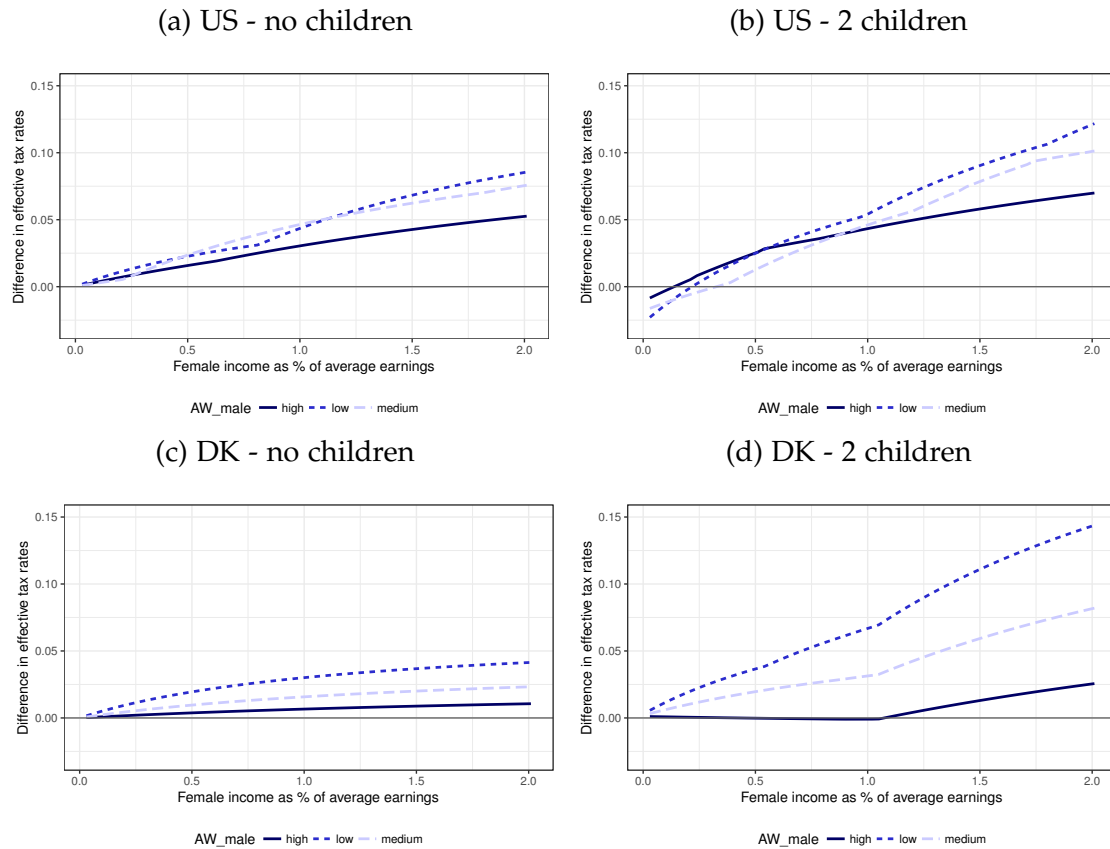 (a) US - no children
(b) US - 2 children
Difference in effective tax rates
0.15
0.10
0.05
0.00
0.0 0.5 1.0 1.5 2.0
Female income as % of average earnings
AW_male high low medium
Difference in effective tax rates
0.15
0.10
0.05
0.00
0.0 0.5 1.0 1.5 2.0
Female income as % of average earnings
AW_male high low medium
(c) DK - no children
(d) DK - 2 children
Difference in effective tax rates
0.15
0.10
0.05
0.00
0.0 0.5 1.0 1.5 2.0
Female income as % of average earnings
AW_male high low medium
Difference in effective tax rates
0.15
0.10
0.05
0.00
0.0 0.5 1.0 1.5 2.0
Female income as % of average earnings
AW_male high low medium